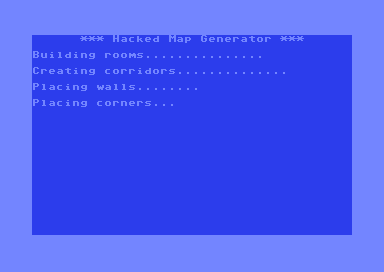 *** Hacked Map Generator ***
Building rooms...............
Creating corridors..............
Placing walls........
Placing corners...